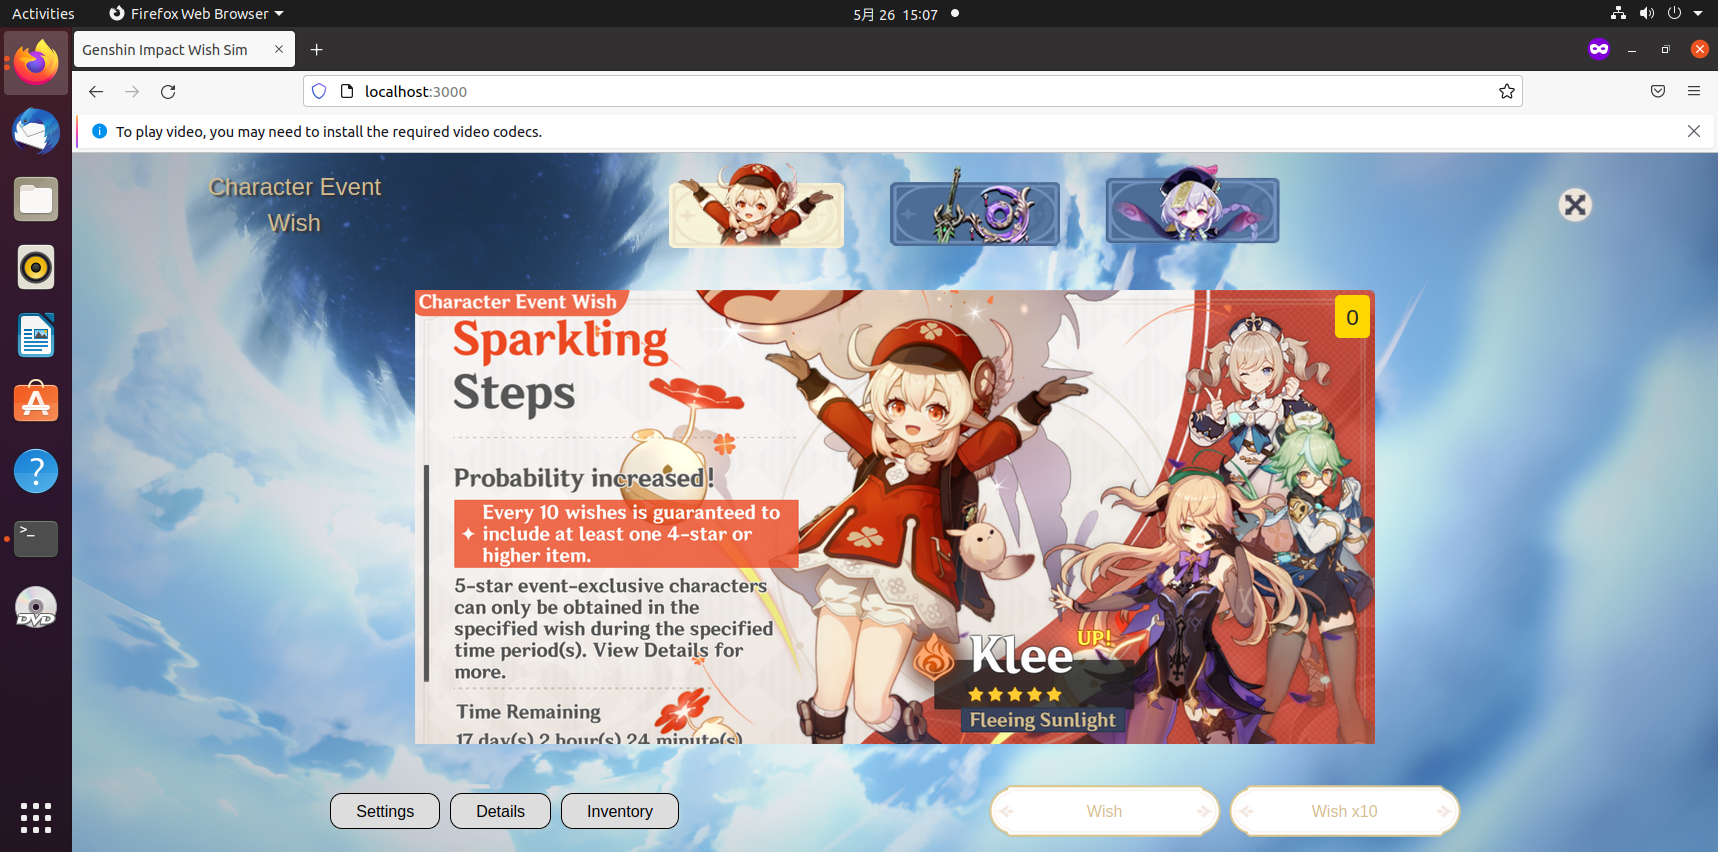 Activities
Firefox Web Browser
5月 26 15:07
Genshin Impact Wish Sim
localhost:3000
To play video, you may need to install the required video codecs.
Character Event
Wish
Character Event Wish
0
Sparkling
Steps
Probability increased!
Every 10 wishes is guaranteed to
include at least one 4-star or
higher item.
5-star event-exclusive characters
can only be obtained in the
specified wish during the specified
time period(s). View Details for
more.
Time Remaining
17 day(s) 2 hour(s) 24 minute(s)
Klee
UP!
Fleeing Sunlight
Settings
Details
Inventory
Wish
Wish x10
>_
DVD